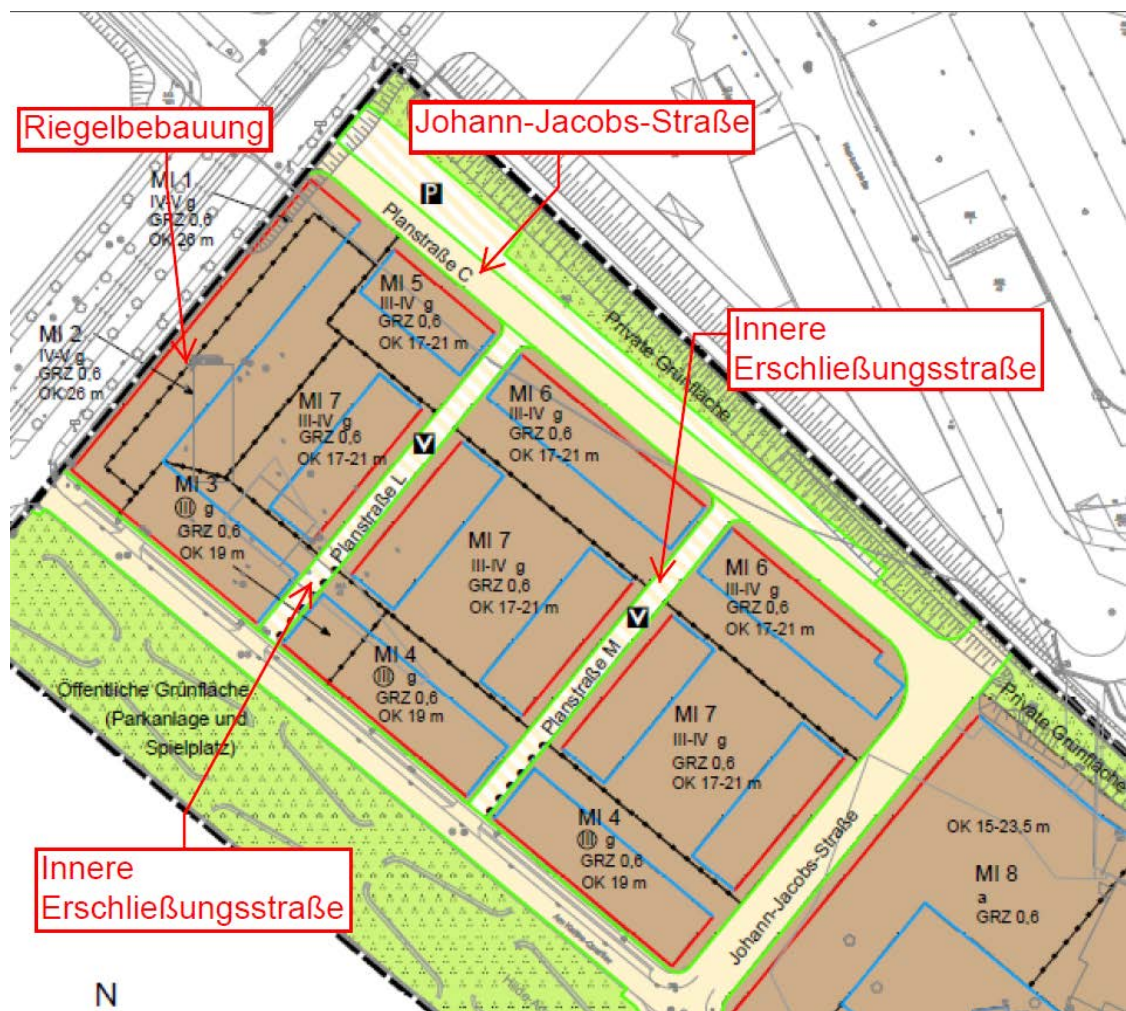 Riegelbebauung
Johann-Jacobs-Straße
MI 1
IV-V g
GRZ 0,6
OK 26 m
P
Planstraße C
MI 5
III-IV g
GRZ 0,6
OK 17-21 m
Innere
Erschließungsstraße
Private Grünfläche
MI 2
IV-V g
GRZ 0,6
OK 26 m
MI 7
III-IV g
GRZ 0,6
OK 17-21 m
V
MI 6
III-IV g
GRZ 0,6
OK 17-21 m
MI 3
III g
GRZ 0,6
OK 19 m
Planstraße L
MI 7
III-IV g
GRZ 0,6
OK 17-21 m
MI 6
III-IV g
GRZ 0,6
OK 17-21 m
V
Planstraße M
MI 4
III g
GRZ 0,6
OK 19 m
Öffentliche Grünfläche
(Parkanlage und
Spielplatz)
MI 7
III-IV g
GRZ 0,6
OK 17-21 m
Private Grünfläche
MI 4
III g
GRZ 0,6
OK 19 m
Johann-Jacobs-Straße
OK 15-23,5 m
MI 8
a
GRZ 0,6
Innere
Erschließungsstraße
N